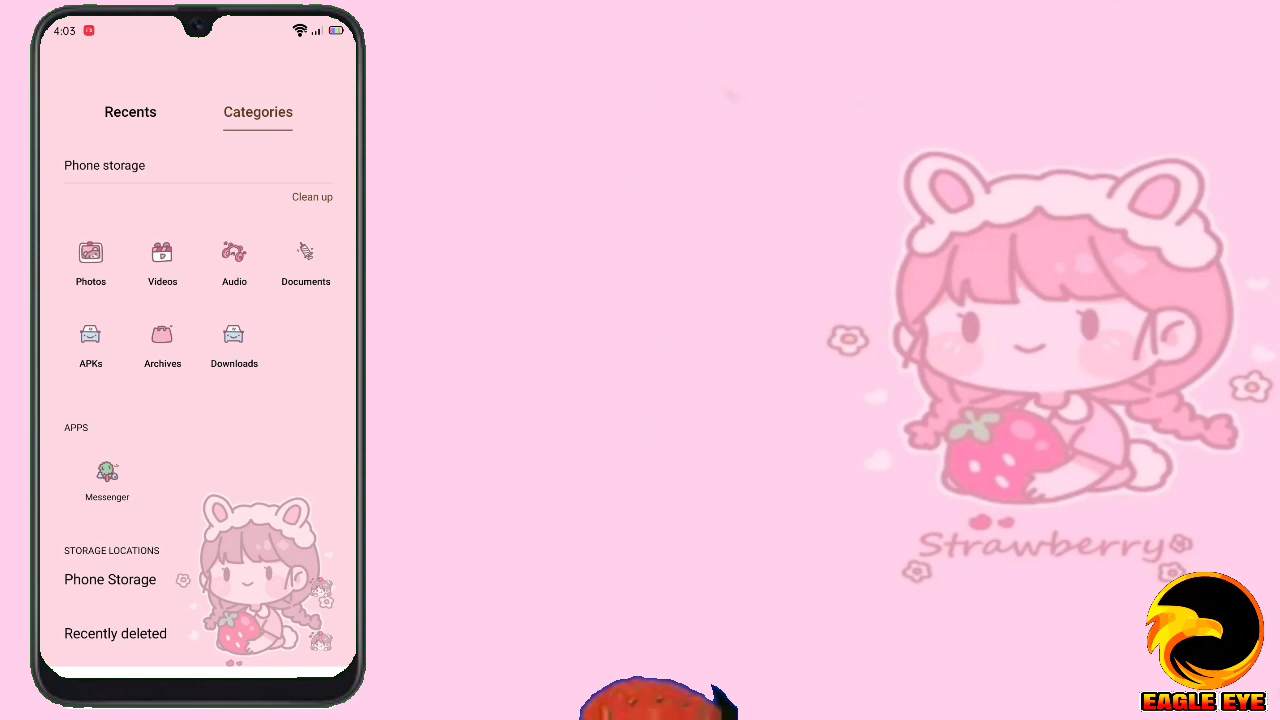 4:03
Recents
Categories
Phone storage
Clean up
Photos
Videos
Audio
Documents
APKs
Archives
Downloads
APPS
Messenger
STORAGE LOCATIONS
Phone Storage
Recently deleted
Strawberry
EAGLE EYE